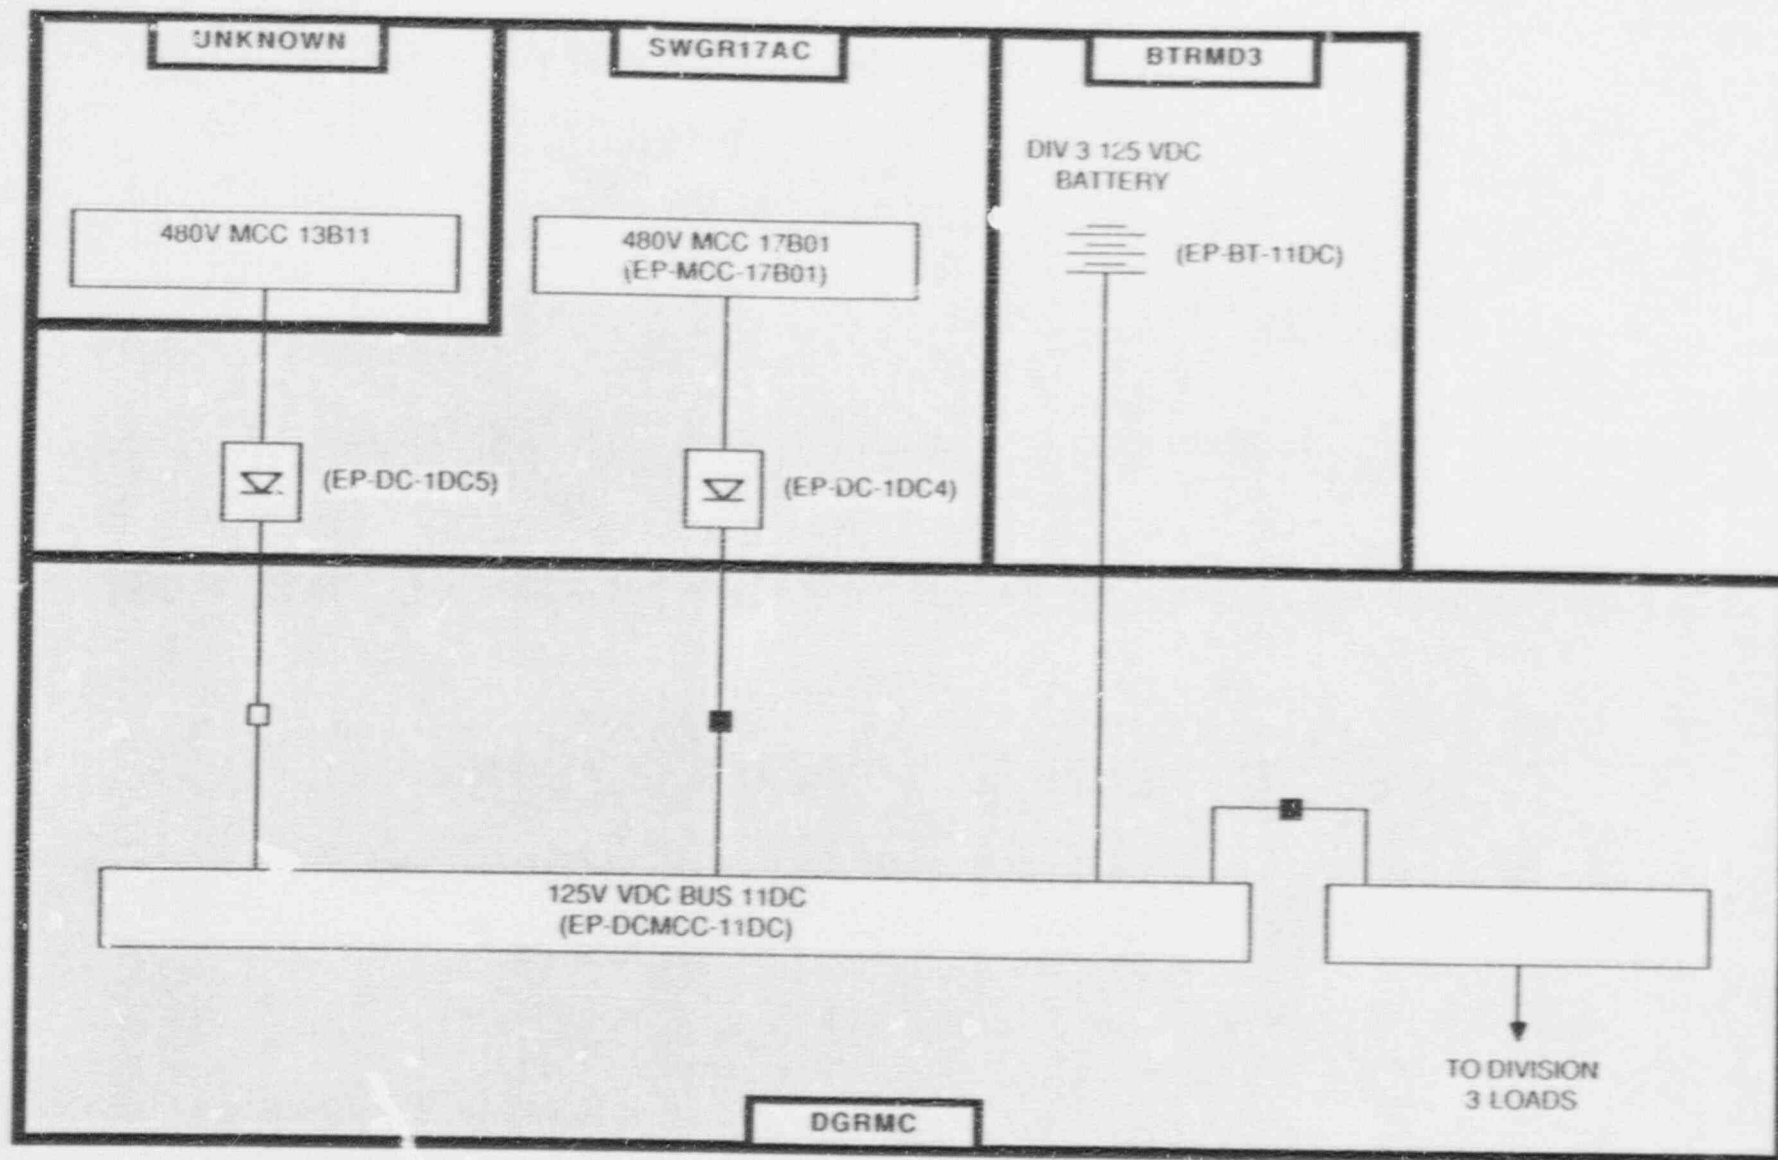 UNKNOWN
SWGR17AC
BTRMD3
DIV 3 125 VDC
BATTERY
(EP-BT-11DC)
480V MCC 13B11
480V MCC 17B01
(EP-MCC-17B01)
(EP-DC-1DC5)
(EP-DC-1DC4)
125V VDC BUS 11DC
(EP-DCMCC-11DC)
TO DIVISION
3 LOADS
DGRMC